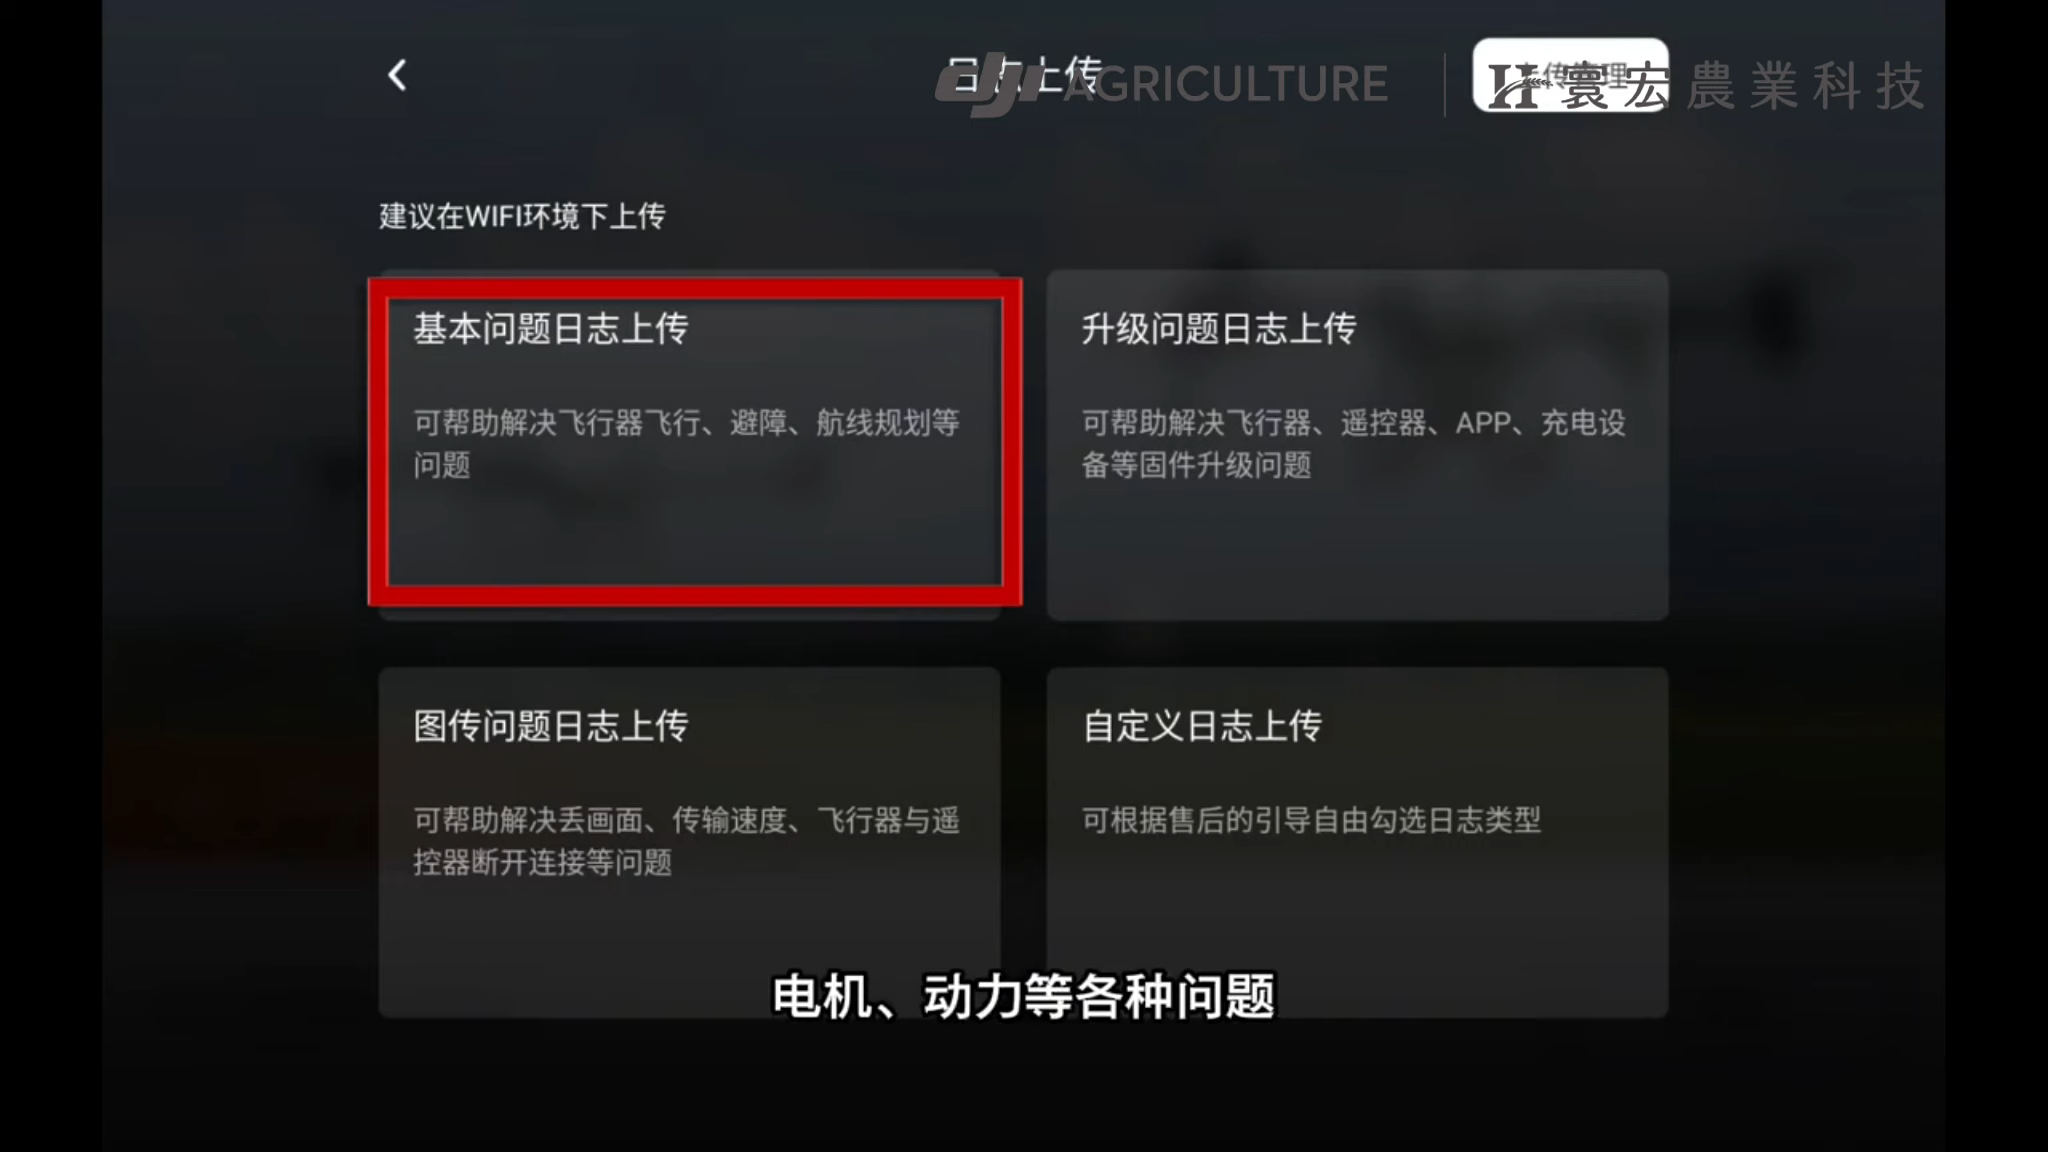 日志上传
dji AGRICULTURE
寰宏農業科技
建议在WIFI环境下上传
基本问题日志上传
可帮助解决飞行器飞行、避障、航线规划等
问题
升级问题日志上传
可帮助解决飞行器、遥控器、APP、充电设
备等固件升级问题
图传问题日志上传
可帮助解决丢画面、传输速度、飞行器与遥
控器断开连接等问题
自定义日志上传
可根据售后的引导自由勾选日志类型
电机、动力等各种问题